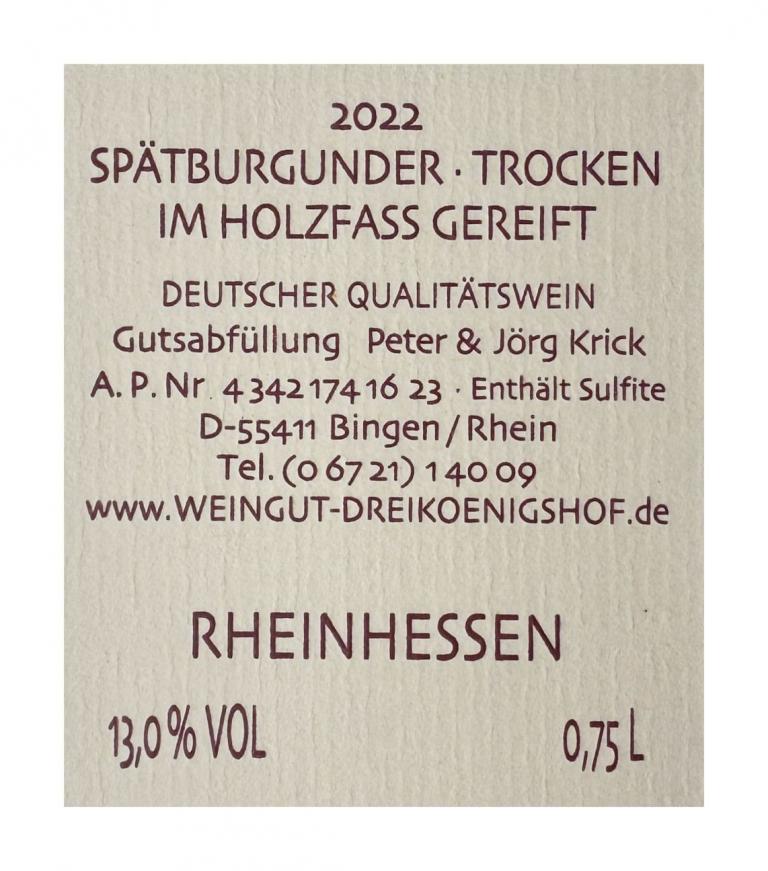 2022
SPÄTBURGUNDER · TROCKEN
IM HOLZFASS GEREIFT
DEUTSCHER QUALITÄTSWEIN
Gutsabfüllung Peter & Jörg Krick
A. P. Nr. 4 342 174 16 23 · Enthält Sulfite
D-55411 Bingen/Rhein
Tel. (0 67 21) 1 40 09
www.WEINGUT-DREIKOENIGSHOF.de
RHEINHESSEN
13,0% VOL 0,75 L